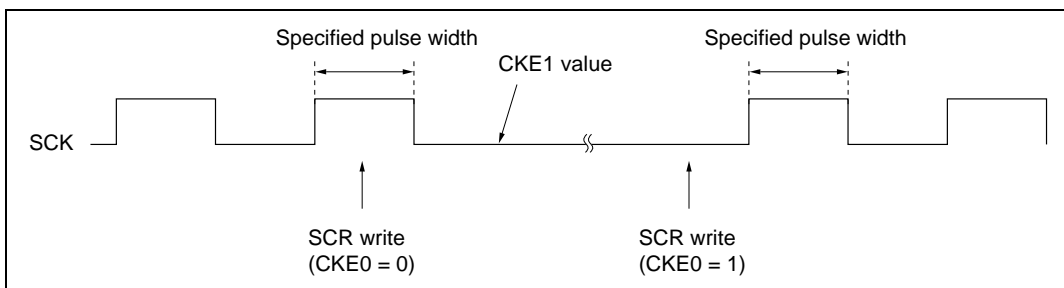 Specified pulse width
Specified pulse width
CKE1 value
SCK
SCR write
(CKE0 = 0)
SCR write
(CKE0 = 1)